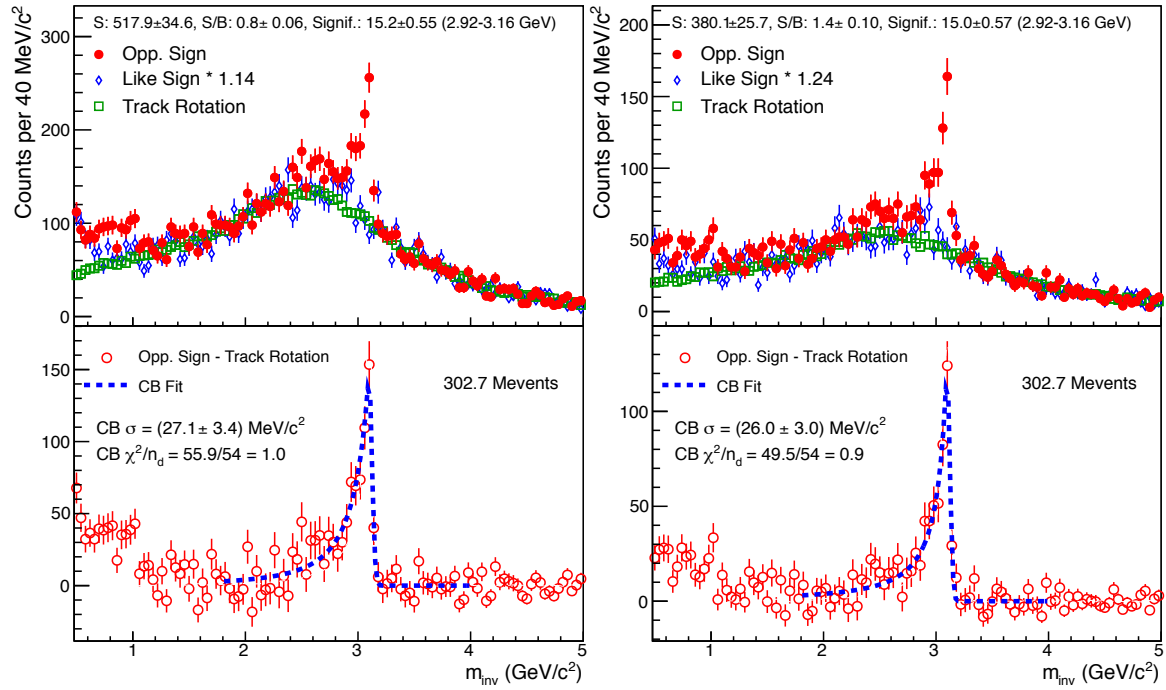 S: 517.9±34.6, S/B: 0.8± 0.06, Signif.: 15.2±0.55 (2.92-3.16 GeV)
Counts per 40 MeV/c²
300
200
100
0
Opp. Sign
Like Sign * 1.14
Track Rotation
150
100
50
0
Opp. Sign - Track Rotation
CB Fit
302.7 Mevents
CB σ = (27.1± 3.4) MeV/c²
CB χ²/n_d = 55.9/54 = 1.0
1 2 3 4 5
m_inv (GeV/c²)
S: 380.1±25.7, S/B: 1.4± 0.10, Signif.: 15.0±0.57 (2.92-3.16 GeV)
Counts per 40 MeV/c²
200
150
100
50
0
Opp. Sign
Like Sign * 1.24
Track Rotation
100
50
0
Opp. Sign - Track Rotation
CB Fit
302.7 Mevents
CB σ = (26.0 ± 3.0) MeV/c²
CB χ²/n_d = 49.5/54 = 0.9
1 2 3 4 5
m_inv (GeV/c²)